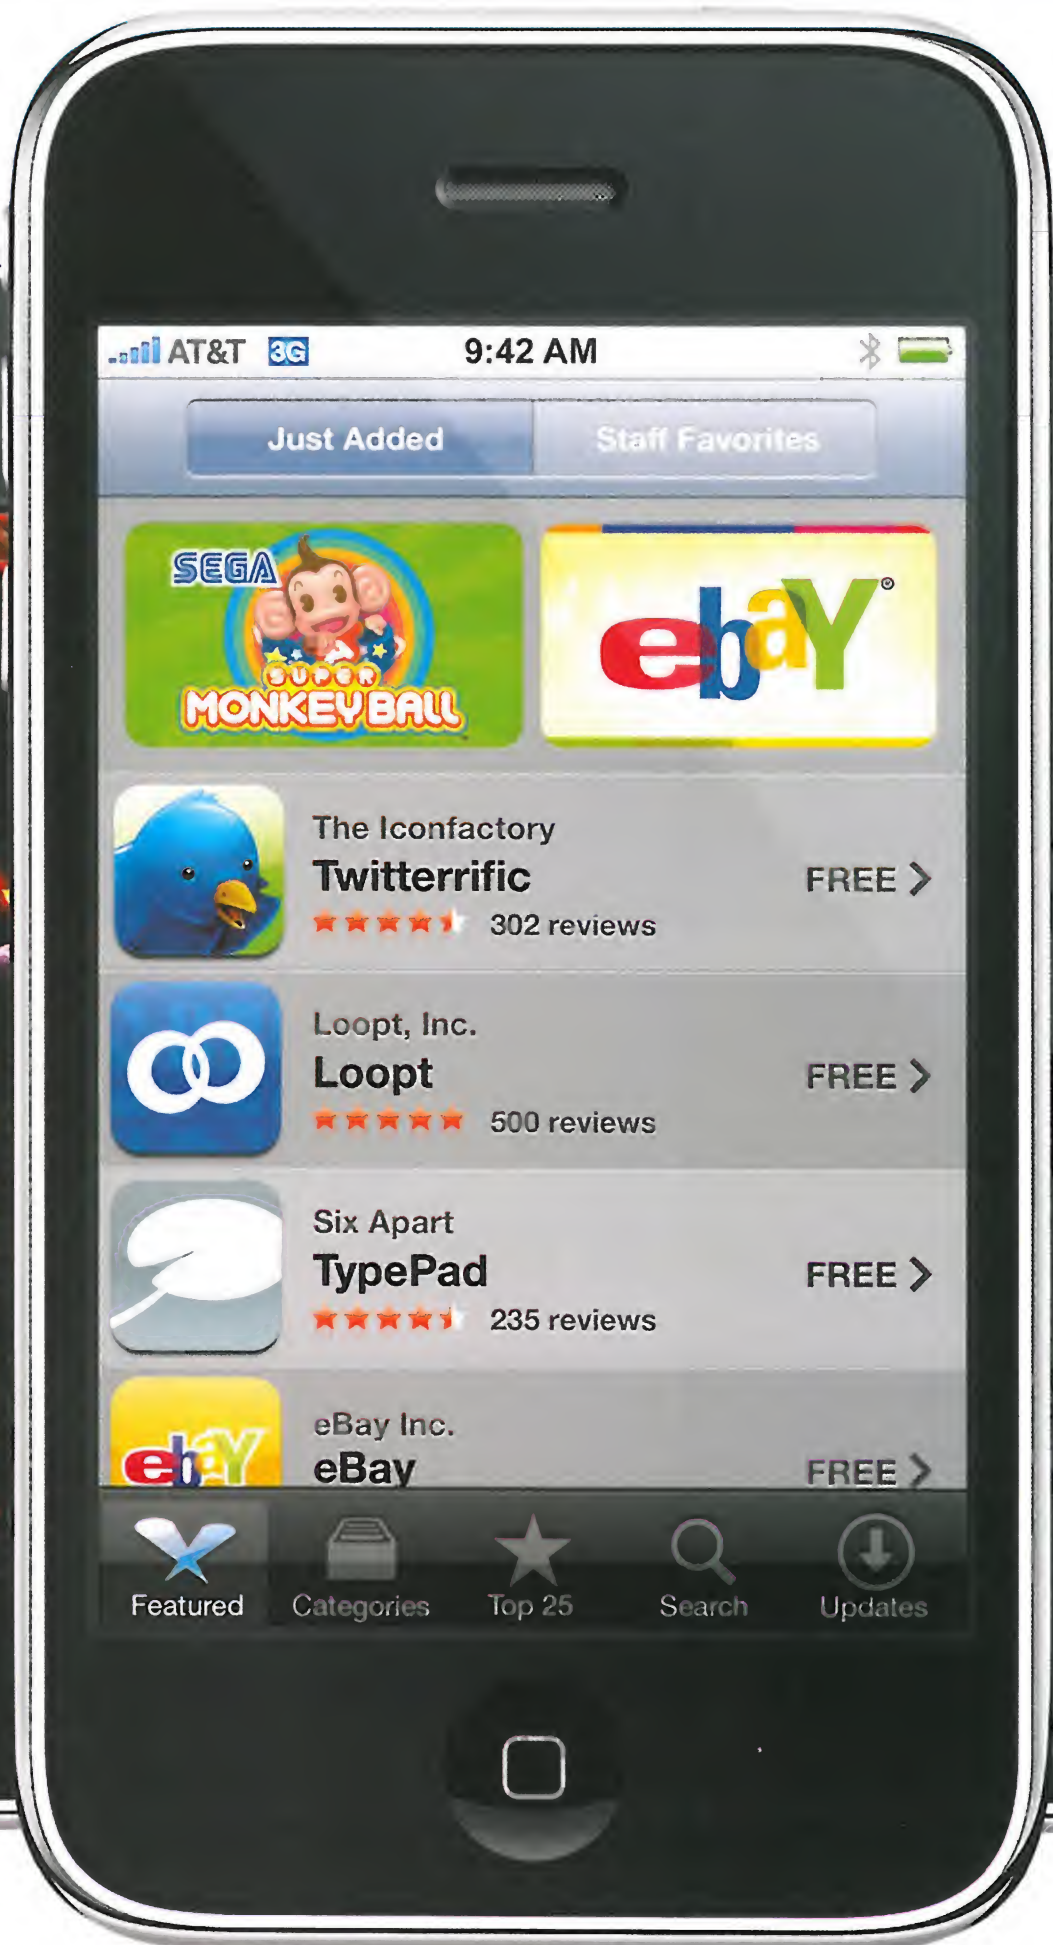 AT&T 3G 9:42 AM
Just Added Staff Favorites
SEGA
SUPER
MONKEY BALL
ebaY®
The Iconfactory
Twitterrific FREE
302 reviews
Loopt, Inc.
Loopt FREE
500 reviews
Six Apart
TypePad FREE
235 reviews
eBay Inc.
ebaY
eBay FREE
Featured Categories Top 25 Search Updates